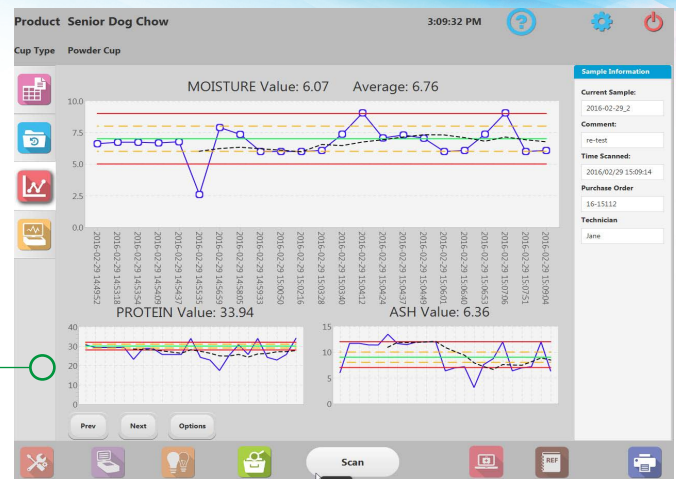 Product Senior Dog Chow
3:09:32 PM
?
Cup Type Powder Cup
MOISTURE Value: 6.07 Average: 6.76
10.0
7.5
5.0
2.5
0.0
2016-02-29 14:49:52
2016-02-29 14:53:18
2016-02-29 14:53:54
2016-02-29 14:54:09
2016-02-29 14:54:37
2016-02-29 14:55:35
2016-02-29 14:56:59
2016-02-29 14:58:05
2016-02-29 14:59:33
2016-02-29 15:00:50
2016-02-29 15:02:16
2016-02-29 15:03:28
2016-02-29 15:03:40
2016-02-29 15:04:12
2016-02-29 15:04:24
2016-02-29 15:04:37
2016-02-29 15:04:49
2016-02-29 15:06:01
2016-02-29 15:06:40
2016-02-29 15:06:53
2016-02-29 15:07:06
2016-02-29 15:07:51
2016-02-29 15:09:04
PROTEIN Value: 33.94
40
30
20
10
0
ASH Value: 6.36
15
10
5
0
Prev Next Options
Scan
REF
Sample Information
Current Sample:
2016-02-29_2
Comment:
re-test
Time Scanned:
2016/02/29 15:09:14
Purchase Order
16-15112
Technician
Jane